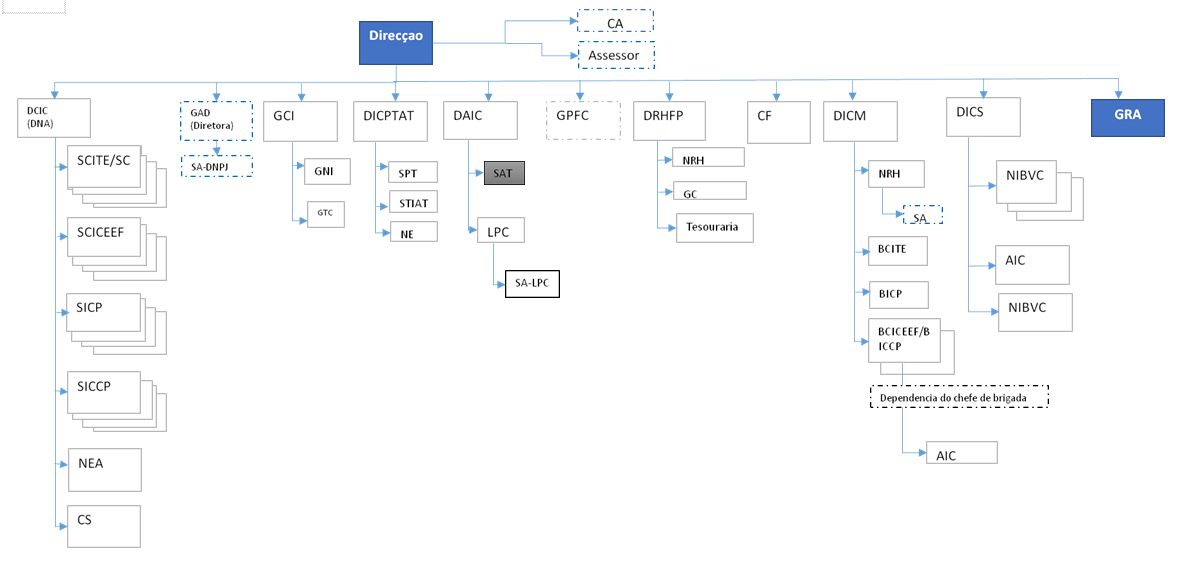 Direcçao
CA
Assessor
DCIC
(DNA)
GAD
(Diretora)
GCI
DICPTAT
DAIC
GPFC
DRHFP
CF
DICM
DICS
GRA
SCITE/SC
SCICEEF
SICP
SICCP
NEA
CS
SA-DNPJ
GNI
GTC
SPT
STIAT
NE
SAT
LPC
SA-LPC
NRH
GC
Tesouraria
NRH
SA
BCITE
BICP
BCICEEF/B
ICCP
Dependencia do chefe de brigada
AIC
NIBVC
AIC
NIBVC